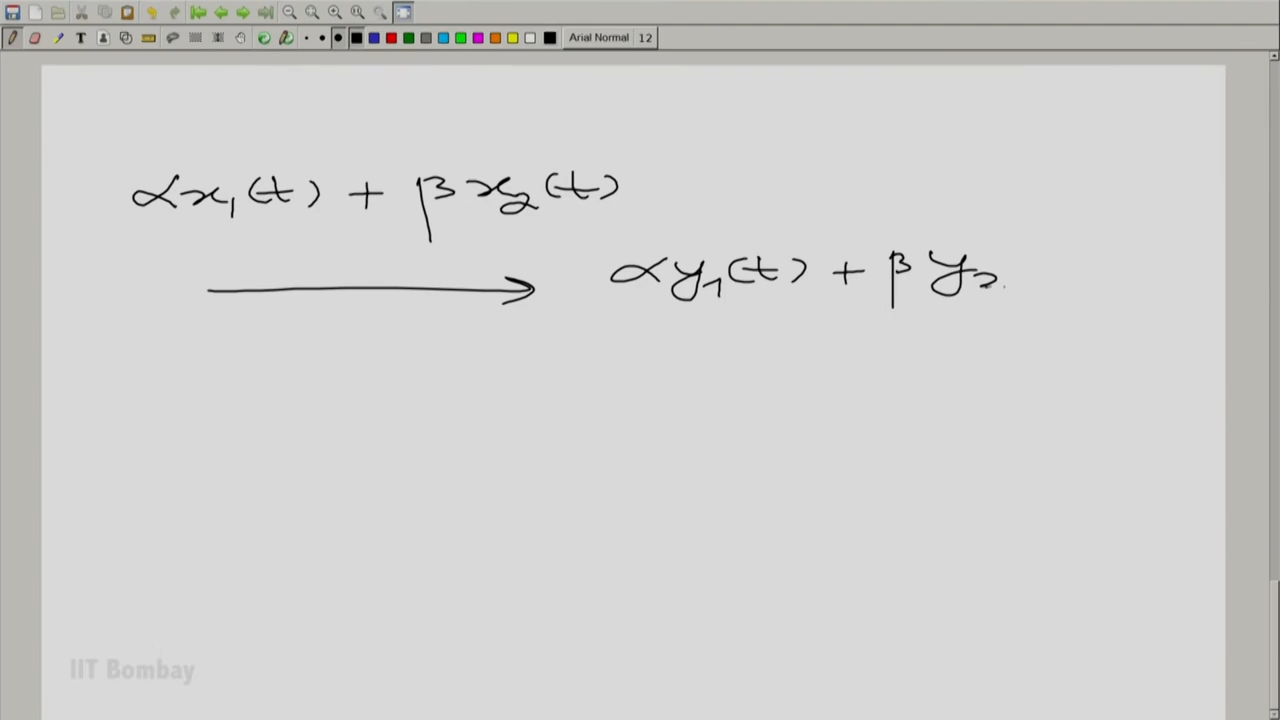 Arial Normal 12
αx₁(t) + βx₂(t)
⟶ αy₁(t) + βy₂
IIT Bombay